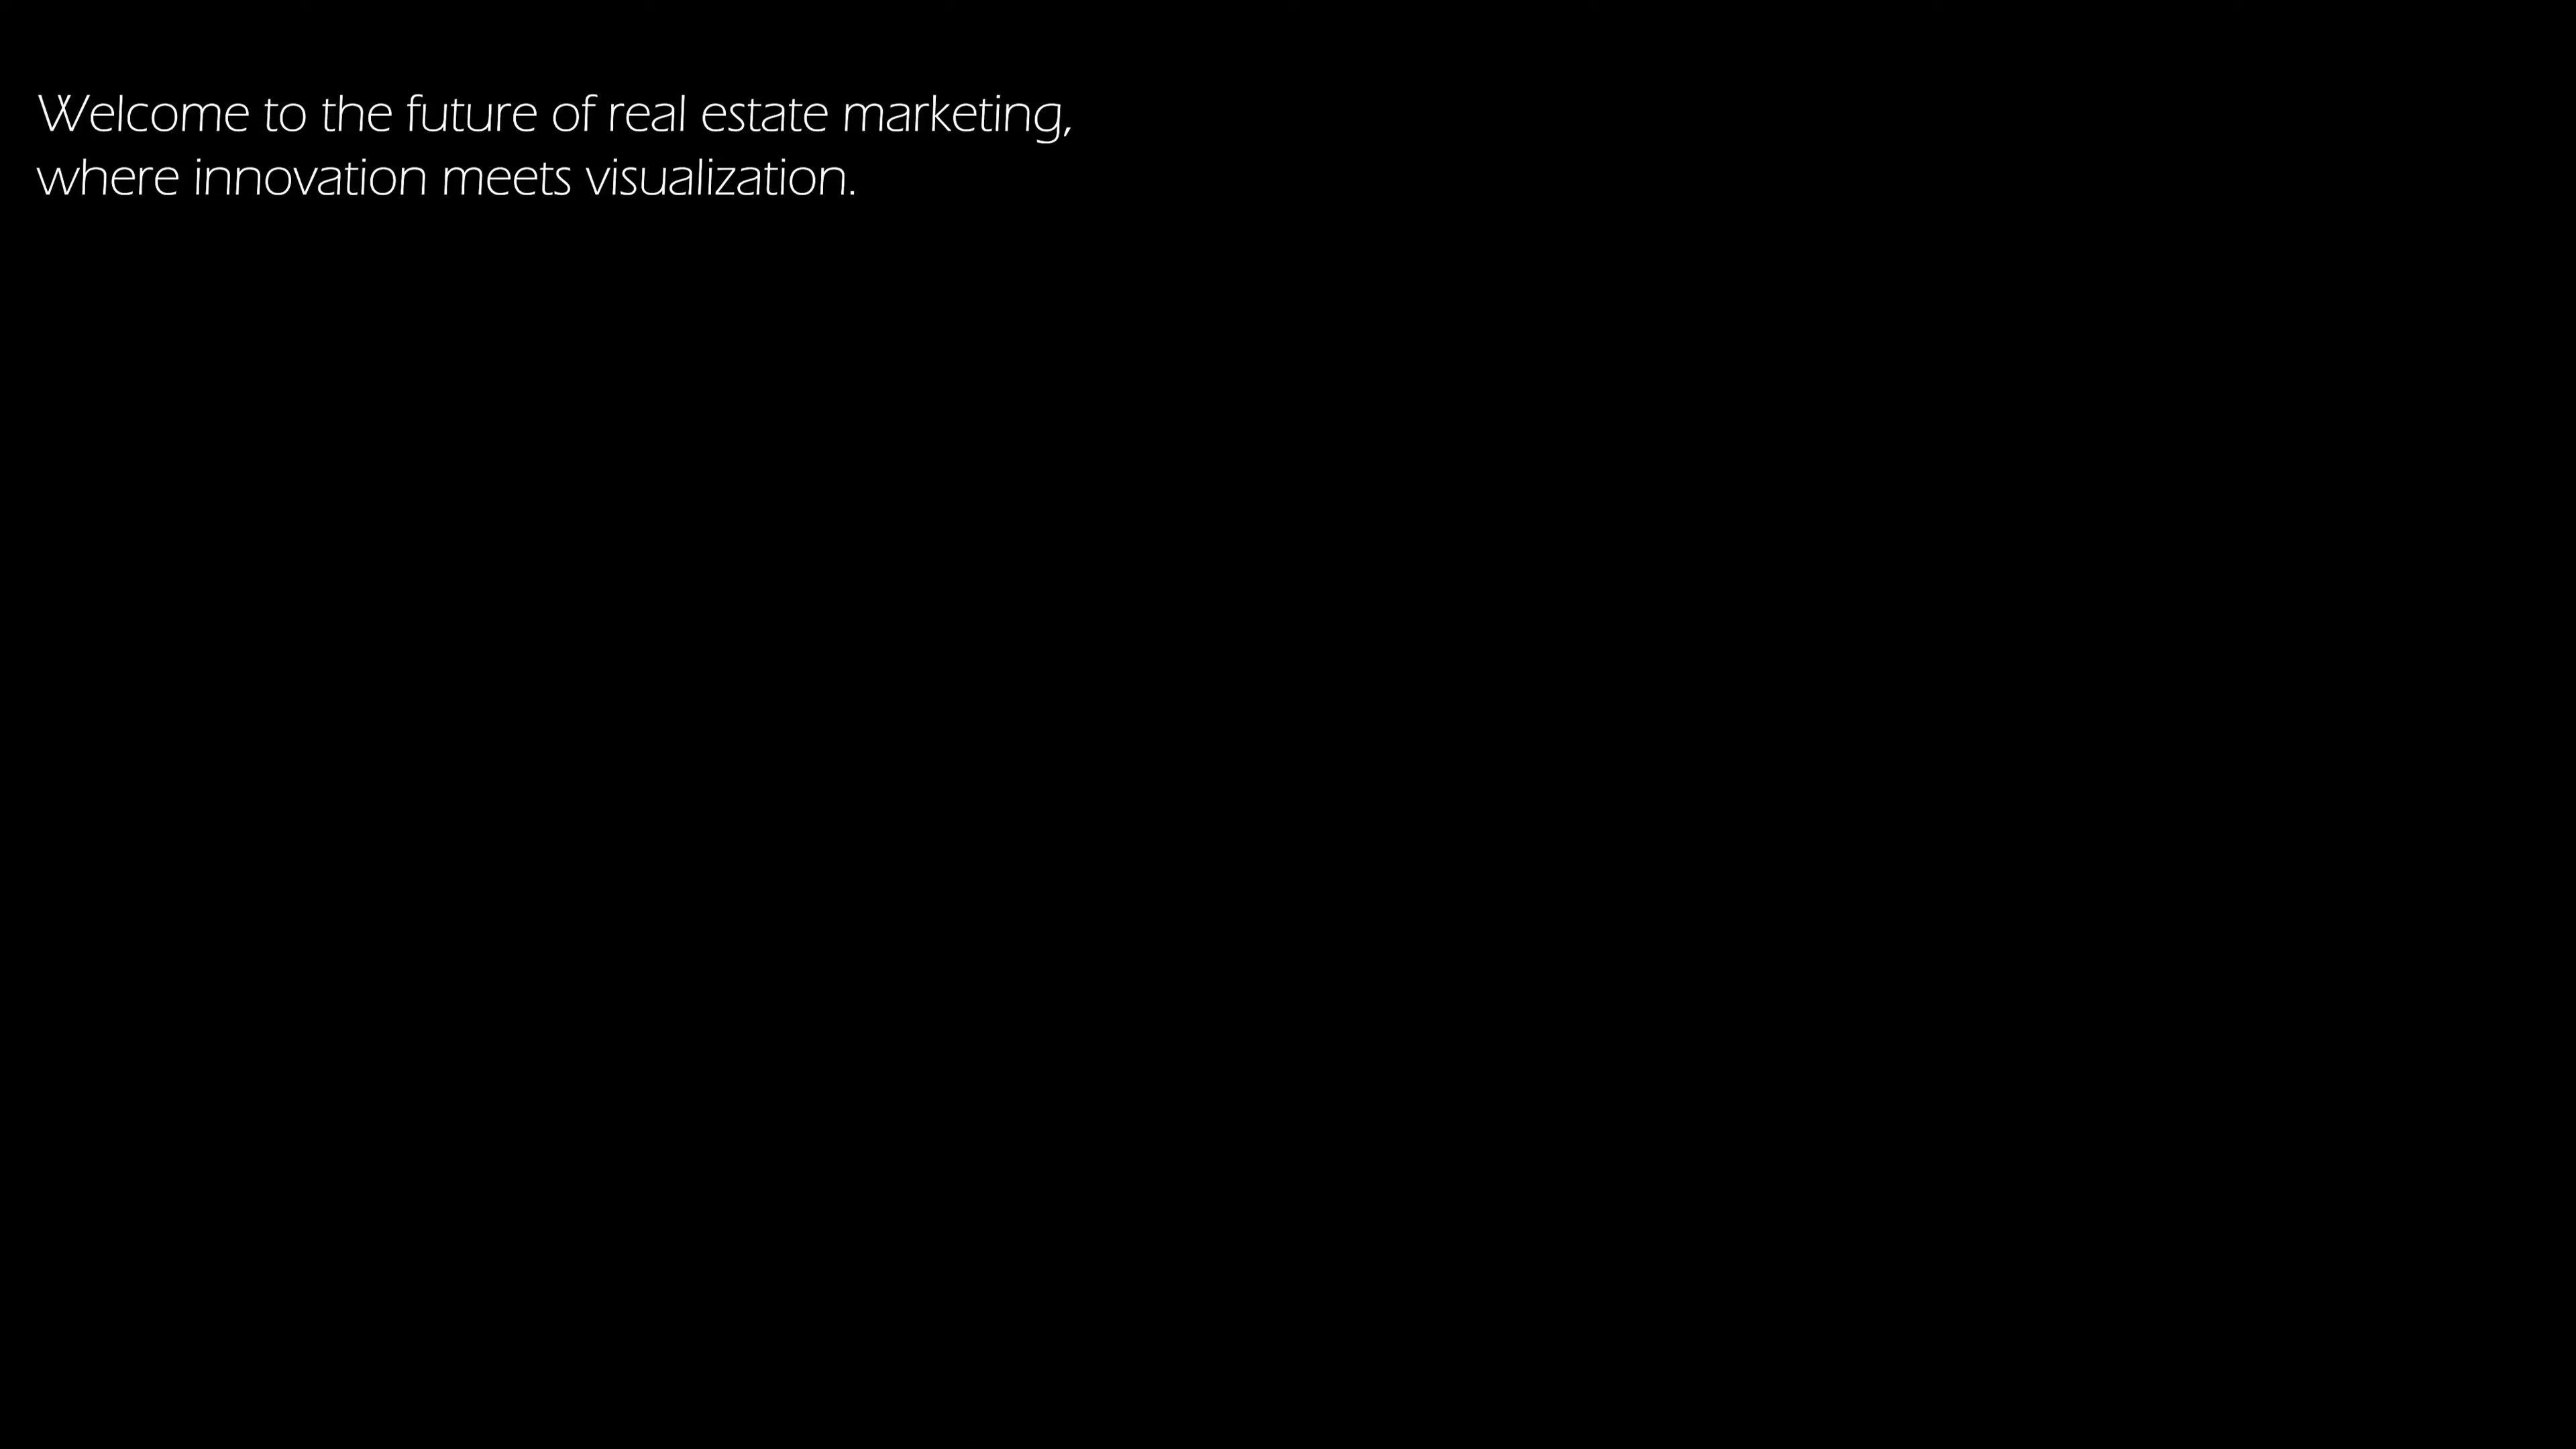 Welcome to the future of real estate marketing,
where innovation meets visualization.